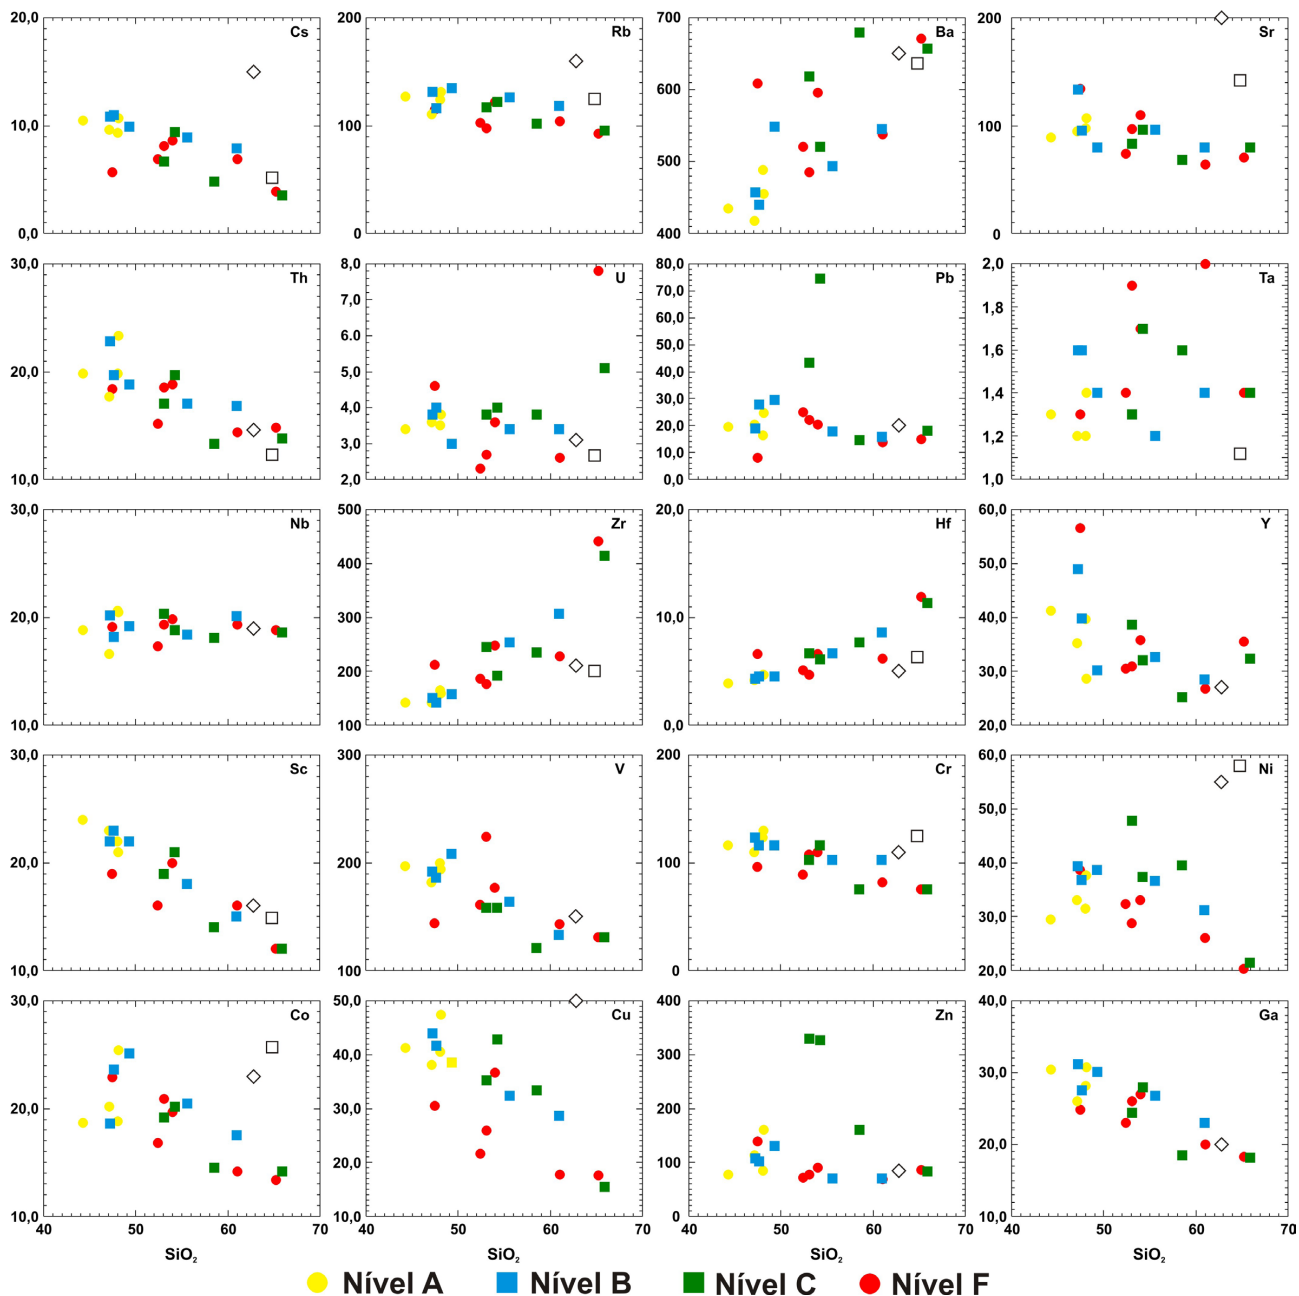 20,0 Cs 200 Rb 700 Ba 200 Sr
600
10,0 100 500 100
0,0 0 400 0
30,0 Th 8,0 U 80,0 Pb 2,0 Ta
7,0 70,0
6,0 60,0 1,8
50,0
20,0 5,0 40,0 1,6
4,0 30,0 1,4
3,0 20,0 1,2
10,0
10,0 2,0 0,0 1,0
30,0 Nb 500 Zr 20,0 Hf 60,0 Y
400 50,0
20,0 300 10,0 40,0
200 30,0
10,0 100 0,0 20,0
30,0 Sc 300 V 200 Cr 60,0 Ni
50,0
20,0 200 100 40,0
30,0
10,0 100 0 20,0
30,0 Co 50,0 Cu 400 Zn 40,0 Ga
40,0 300
20,0 30,0 200 30,0
20,0 100 20,0
10,0 10,0 0 10,0
40 50 60 70 40 50 60 70 40 50 60 70 40 50 60 70
SiO₂ SiO₂ SiO₂ SiO₂
Nível A Nível B Nível C Nível F